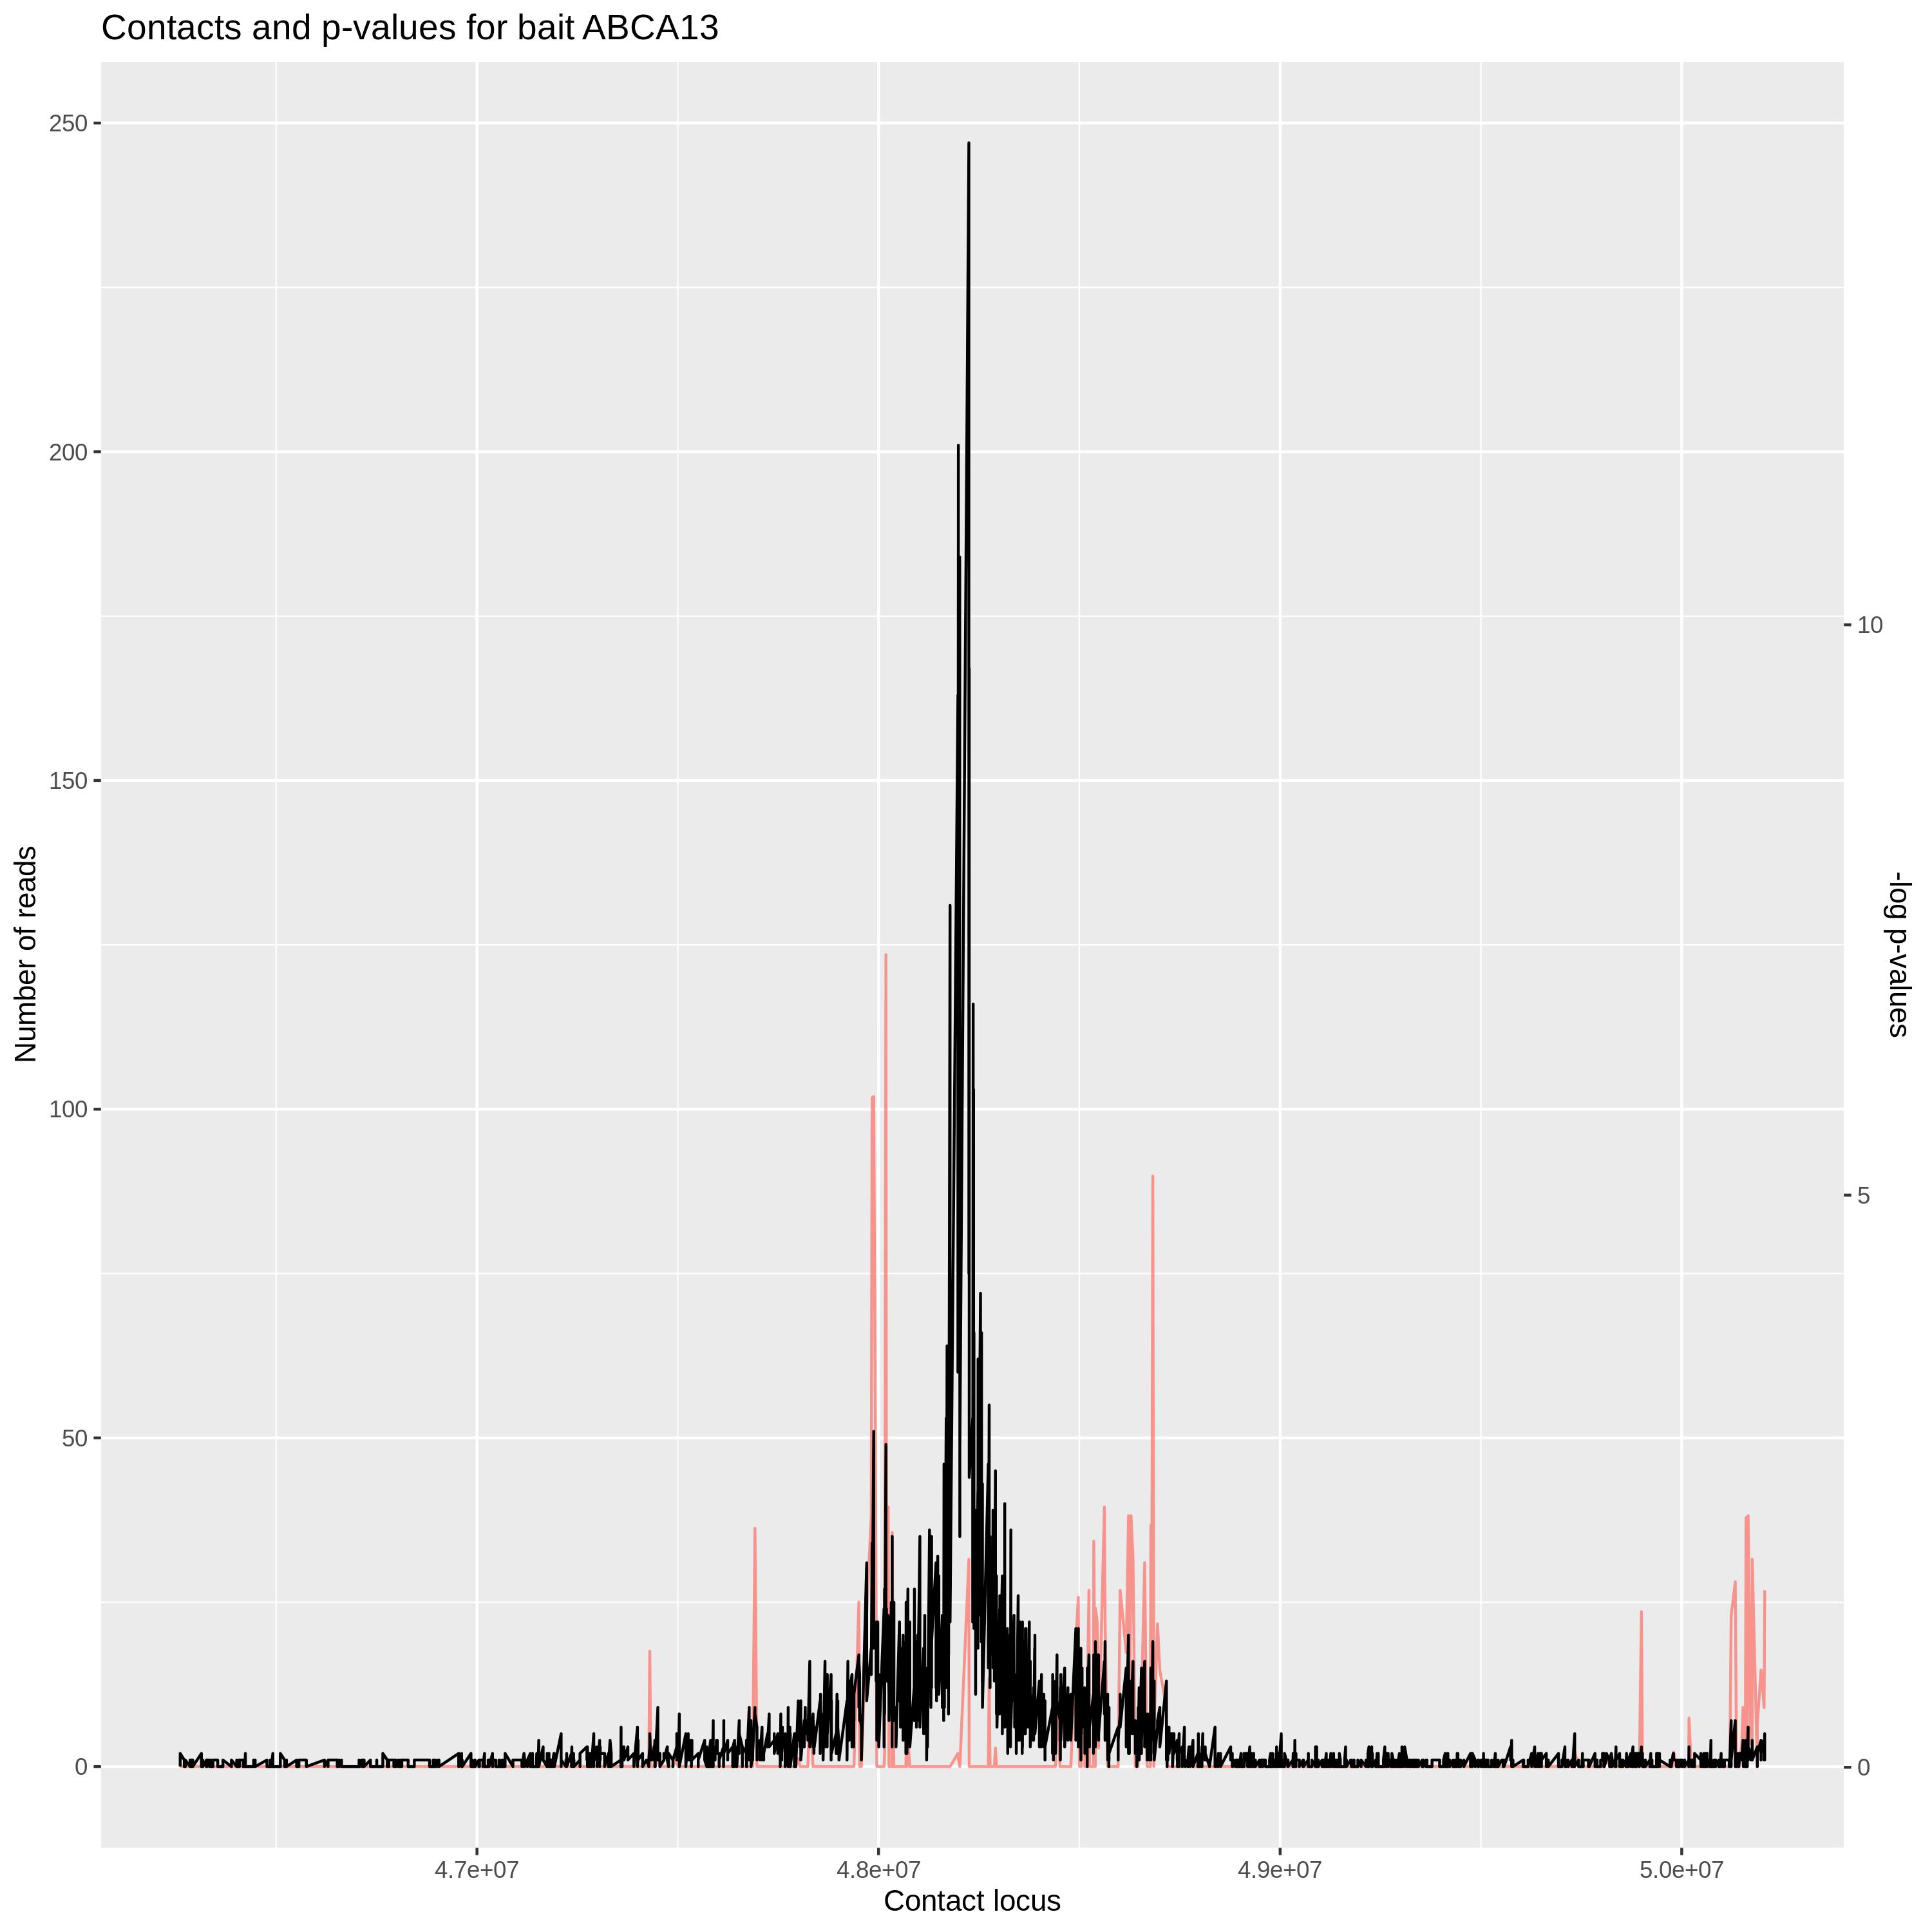 Contacts and p-values for bait ABCA13
250
200
150
100
50
0
Number of reads
10
5
0
-log p-values
4.7e+07
4.8e+07
4.9e+07
5.0e+07
Contact locus